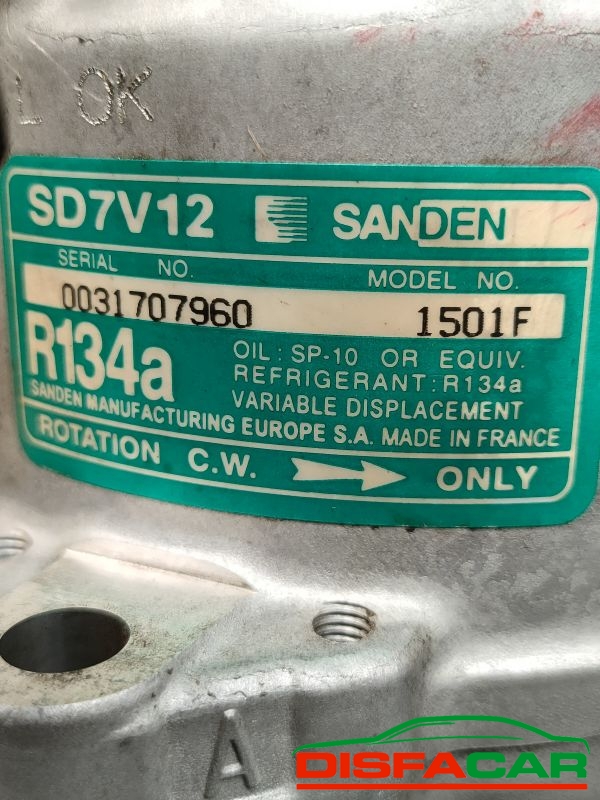 L OK
SD7V12 SANDEN
SERIAL NO. MODEL NO.
0031707960 1501F
R134a
OIL: SP-10 OR EQUIV.
REFRIGERANT: R134a
VARIABLE DISPLACEMENT
SANDEN MANUFACTURING EUROPE S.A. MADE IN FRANCE
ROTATION C.W. ONLY
A
DISFACAR